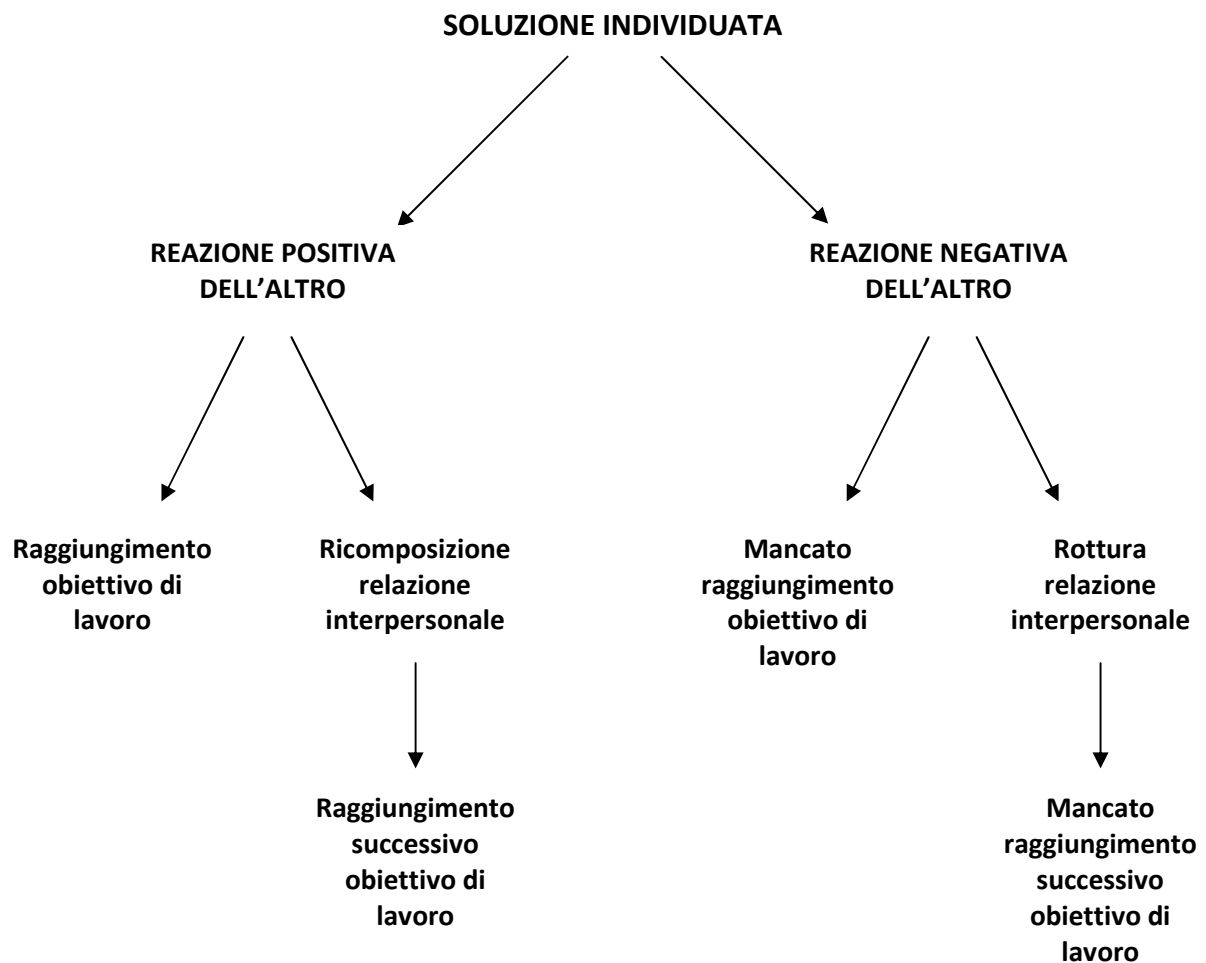 SOLUZIONE INDIVIDUATA
REAZIONE POSITIVA
DELL’ALTRO
REAZIONE NEGATIVA
DELL’ALTRO
Raggiungimento
obiettivo di
lavoro
Ricomposizione
relazione
interpersonale
Mancato
raggiungimento
obiettivo di
lavoro
Rottura
relazione
interpersonale
Raggiungimento
successivo
obiettivo di
lavoro
Mancato
raggiungimento
successivo
obiettivo di
lavoro